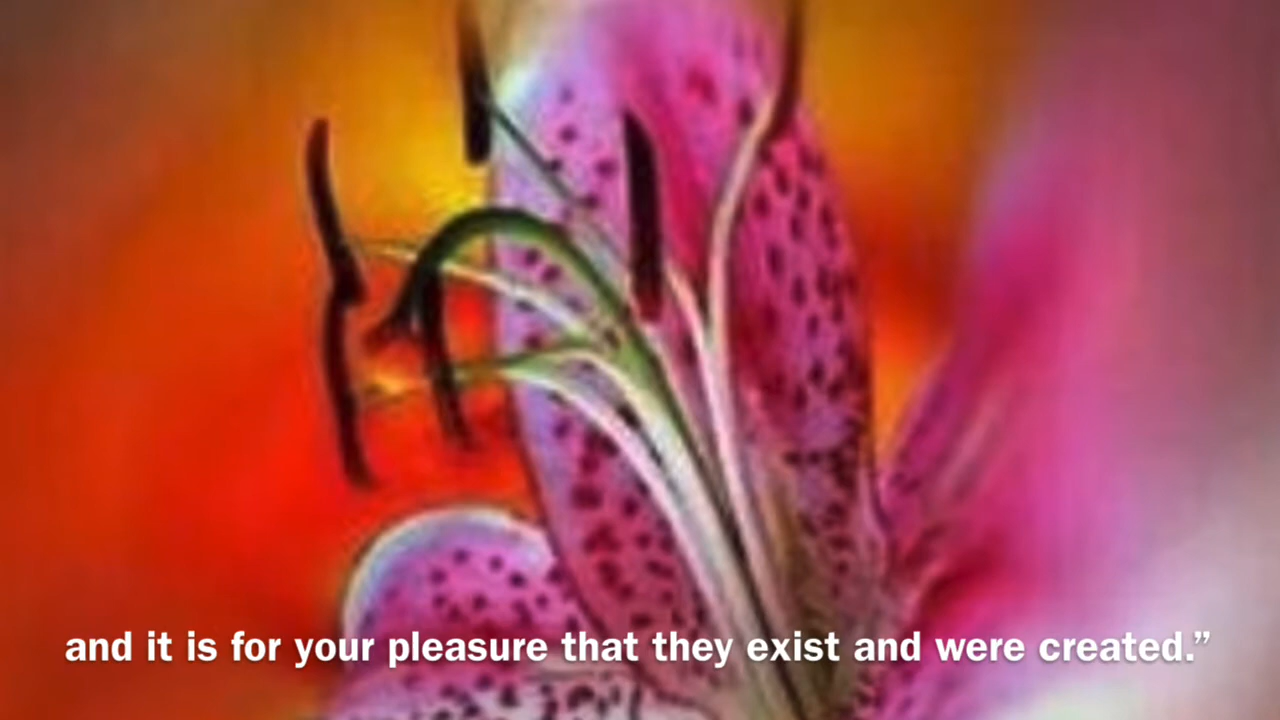 and it is for your pleasure that they exist and were created.”